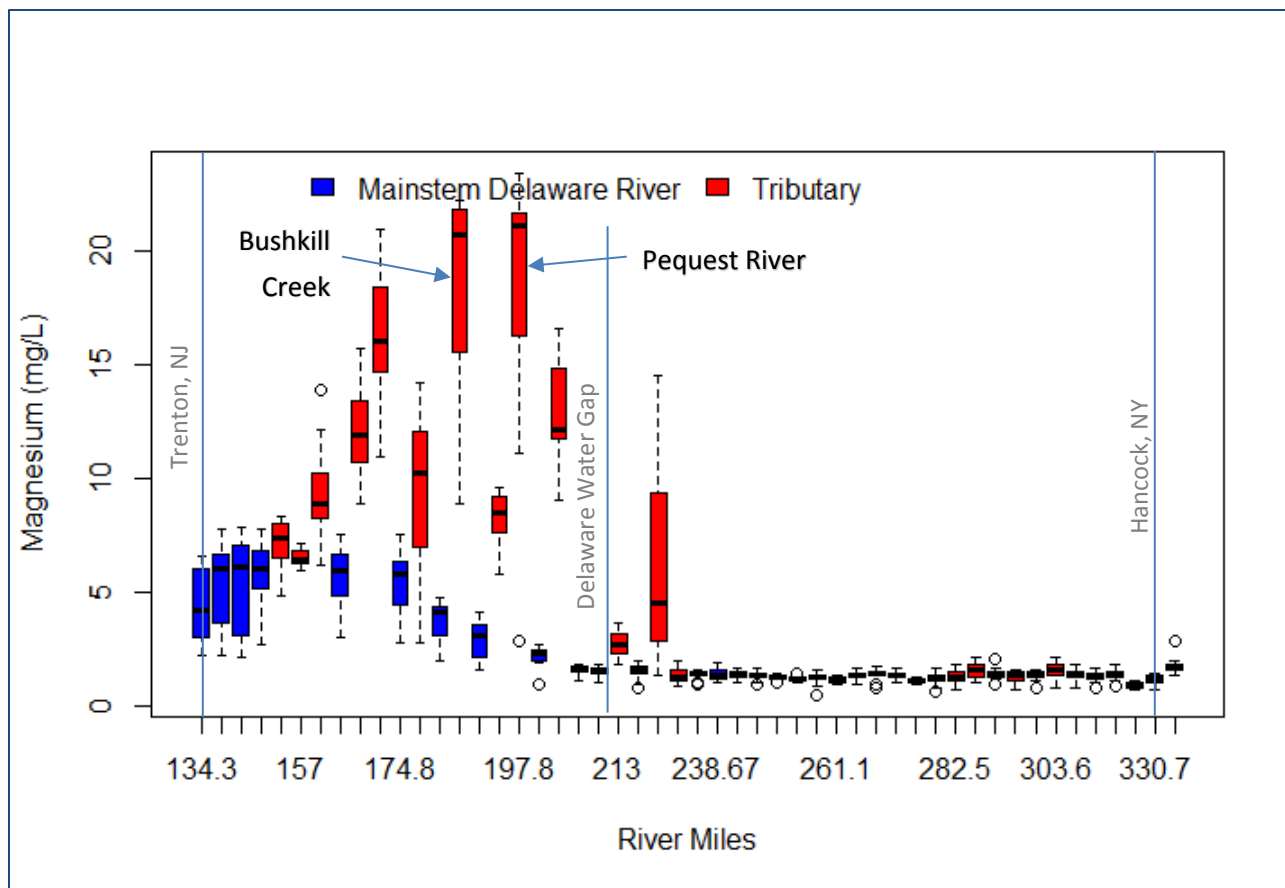 Mainstem Delaware River Tributary
Bushkill
Creek
Pequest River
Trenton, NJ
Delaware Water Gap
Hancock, NY
Magnesium (mg/L)
20
15
10
5
0
134.3 157 174.8 197.8 213 238.67 261.1 282.5 303.6 330.7
River Miles